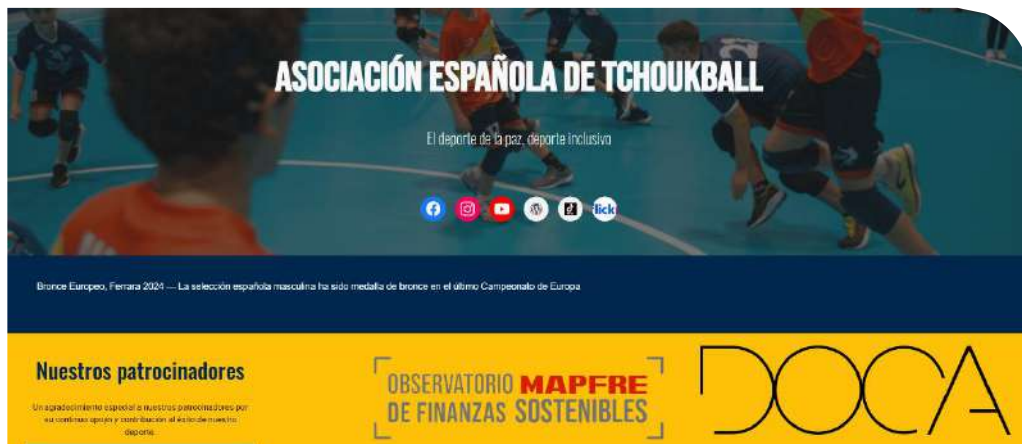 ASOCIACIÓN ESPAÑOLA DE TCHOUKBALL
El deporte de la paz, deporte inclusivo
flick
Bronce Europeo, Ferrara 2024 — La selección española masculina ha sido medalla de bronce en el último Campeonato de Europa
Nuestros patrocinadores
Un agradecimiento especial a nuestros patrocinadores por
su continuo apoyo y contribución al éxito de nuestro
deporte.
OBSERVATORIO MAPFRE
DE FINANZAS SOSTENIBLES
DOCA